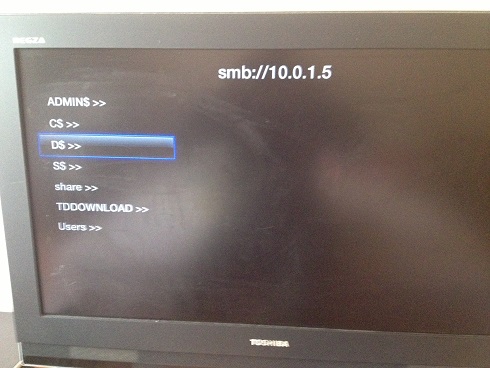 REGZA
smb://10.0.1.5
ADMIN$ >>
C$ >>
D$ >>
S$ >>
share >>
TDDOWNLOAD >>
Users >>
TOSHIBA